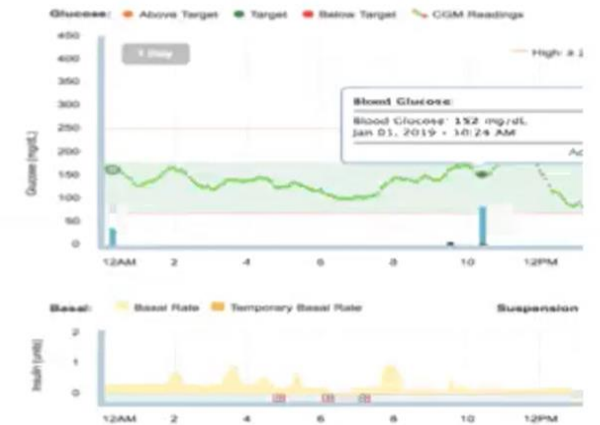 Glucose: Above Target Target Below Target CGM Readings
450
400
350
300
250
200
150
100
50
0
Glucose (mg/dL)
1 Day
High:
Blood Glucose
Blood Glucose: 152 mg/dL
Jan 01, 2019 - 10:24 AM
12AM 2 4 6 8 10 12PM
Basal: Basal Rate Temporary Basal Rate Suspension
2
1
0
Insulin (units)
12AM 2 4 6 8 10 12PM